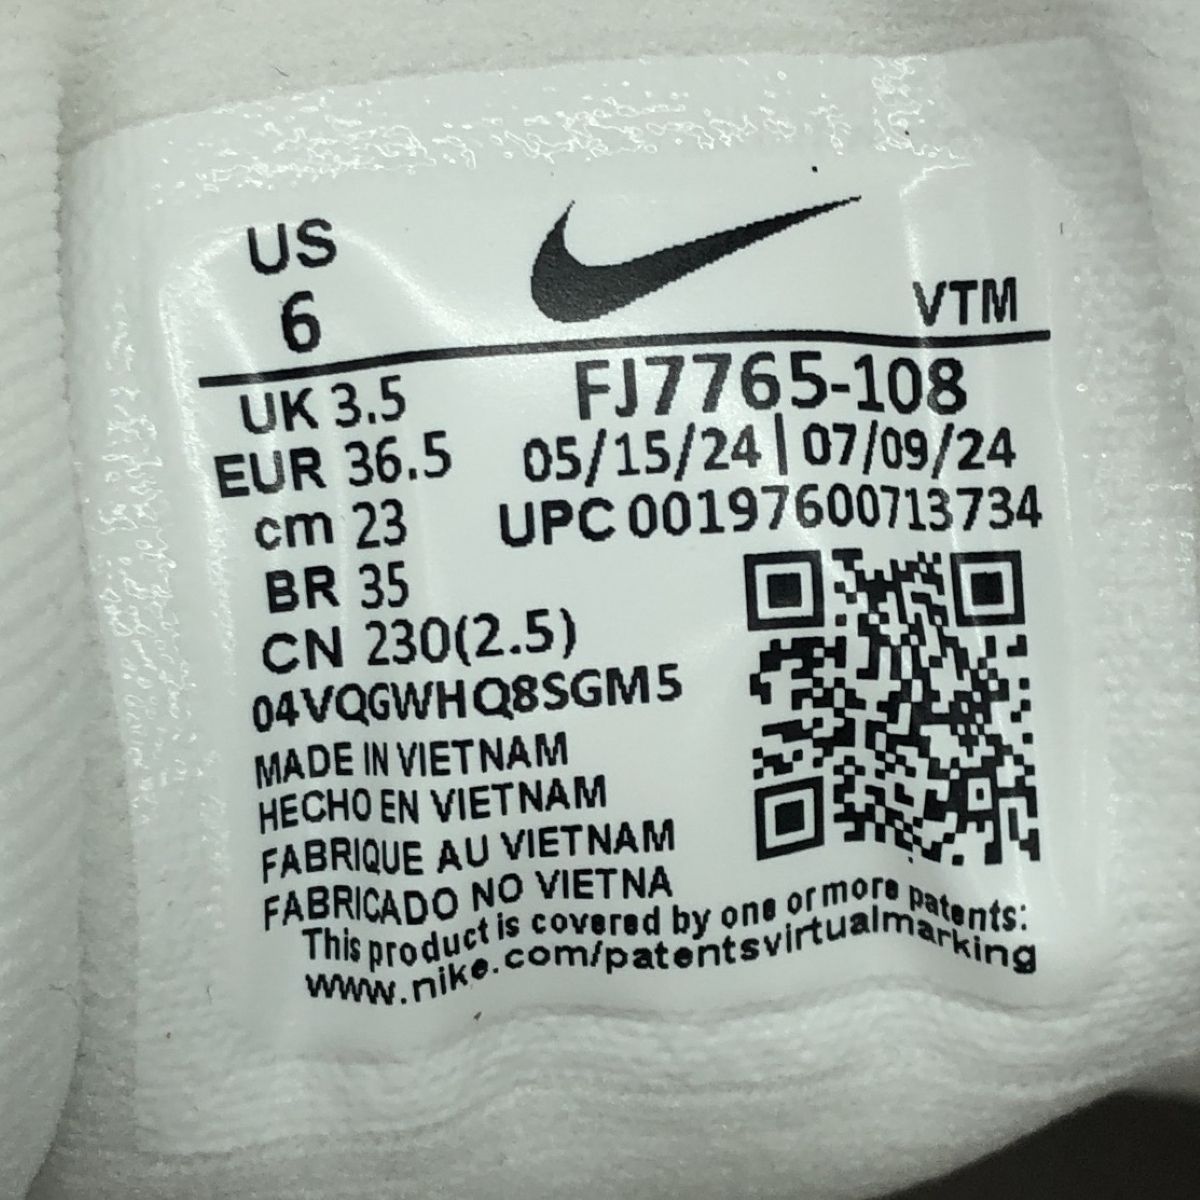 US
6
VTM
UK 3.5
EUR 36.5
cm 23
BR 35
CN 230(2.5)
FJ7765-108
05/15/24 | 07/09/24
UPC 00197600713734
04VQGWHQ8SGM5
MADE IN VIETNAM
HECHO EN VIETNAM
FABRIQUE AU VIETNAM
FABRICADO NO VIETNA
This product is covered by one or more patents:
www.nike.com/patentsvirtualmarking